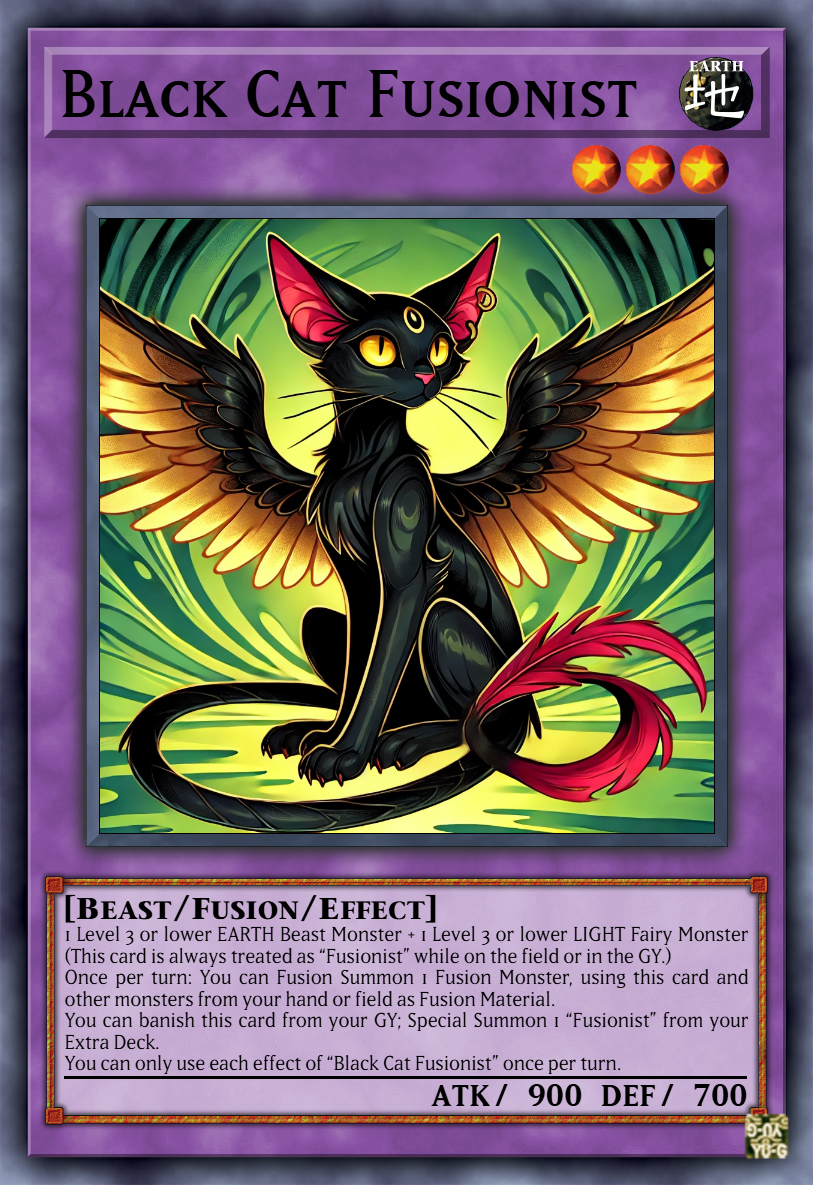 Black Cat Fusionist
EARTH
地
[Beast/Fusion/Effect]
1 Level 3 or lower EARTH Beast Monster + 1 Level 3 or lower LIGHT Fairy Monster
(This card is always treated as “Fusionist” while on the field or in the GY.)
Once per turn: You can Fusion Summon 1 Fusion Monster, using this card and
other monsters from your hand or field as Fusion Material.
You can banish this card from your GY; Special Summon 1 “Fusionist” from your
Extra Deck.
You can only use each effect of “Black Cat Fusionist” once per turn.
ATK/ 900 DEF/ 700
YU-G